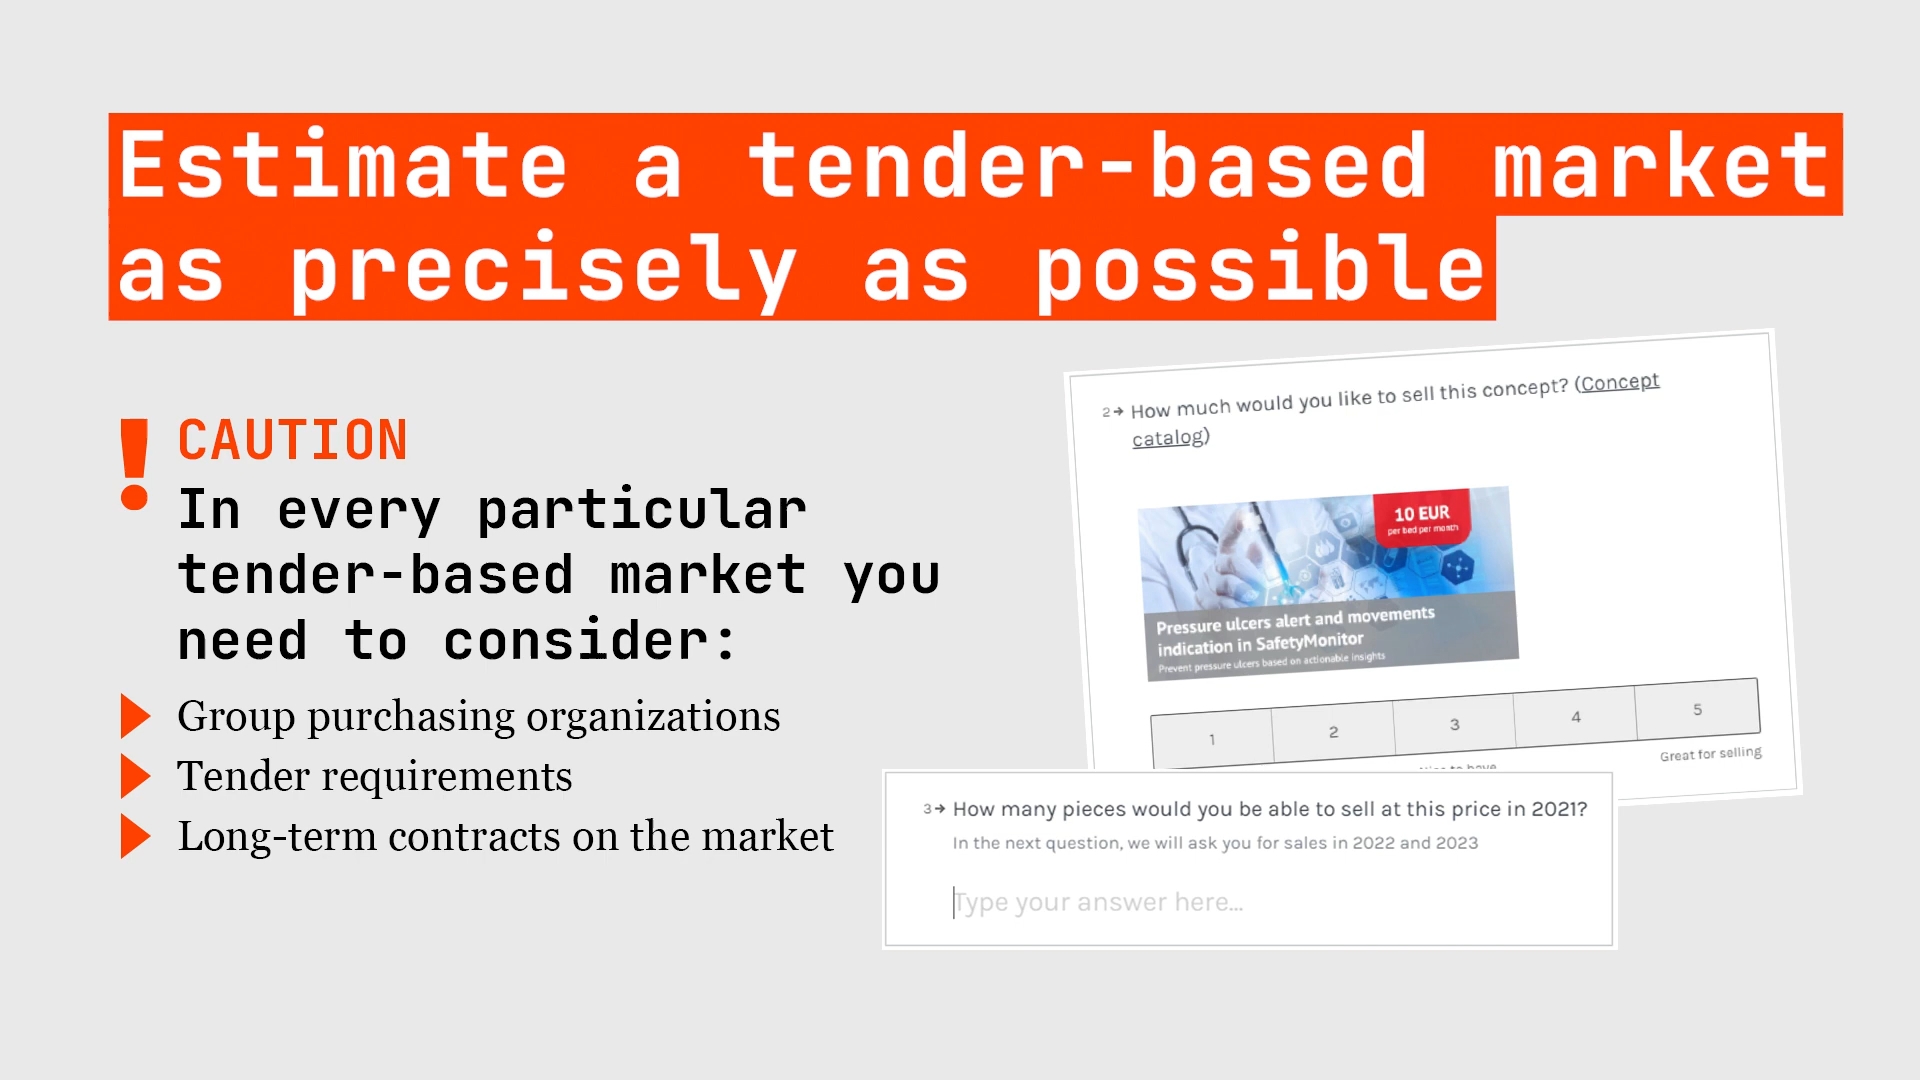 Estimate a tender-based market
as precisely as possible
!
CAUTION
In every particular
tender-based market you
need to consider:
Group purchasing organizations
Tender requirements
Long-term contracts on the market
2→ How much would you like to sell this concept? (Concept
catalog)
10 EUR
per bed per month
Pressure ulcers alert and movements
indication in SafetyMonitor
Prevent pressure ulcers based on actionable insights
1 2 3 4 5
Nice to have
Great for selling
3→ How many pieces would you be able to sell at this price in 2021?
In the next question, we will ask you for sales in 2022 and 2023
Type your answer here...